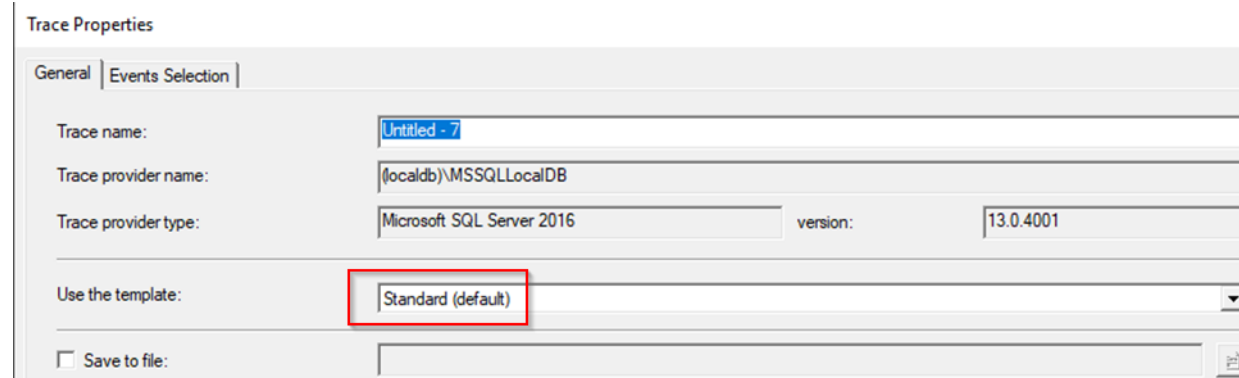 Trace Properties
General Events Selection
Trace name: Untitled - 7
Trace provider name: (localdb)\MSSQLLocalDB
Trace provider type: Microsoft SQL Server 2016 version: 13.0.4001
Use the template: Standard (default)
Save to file: